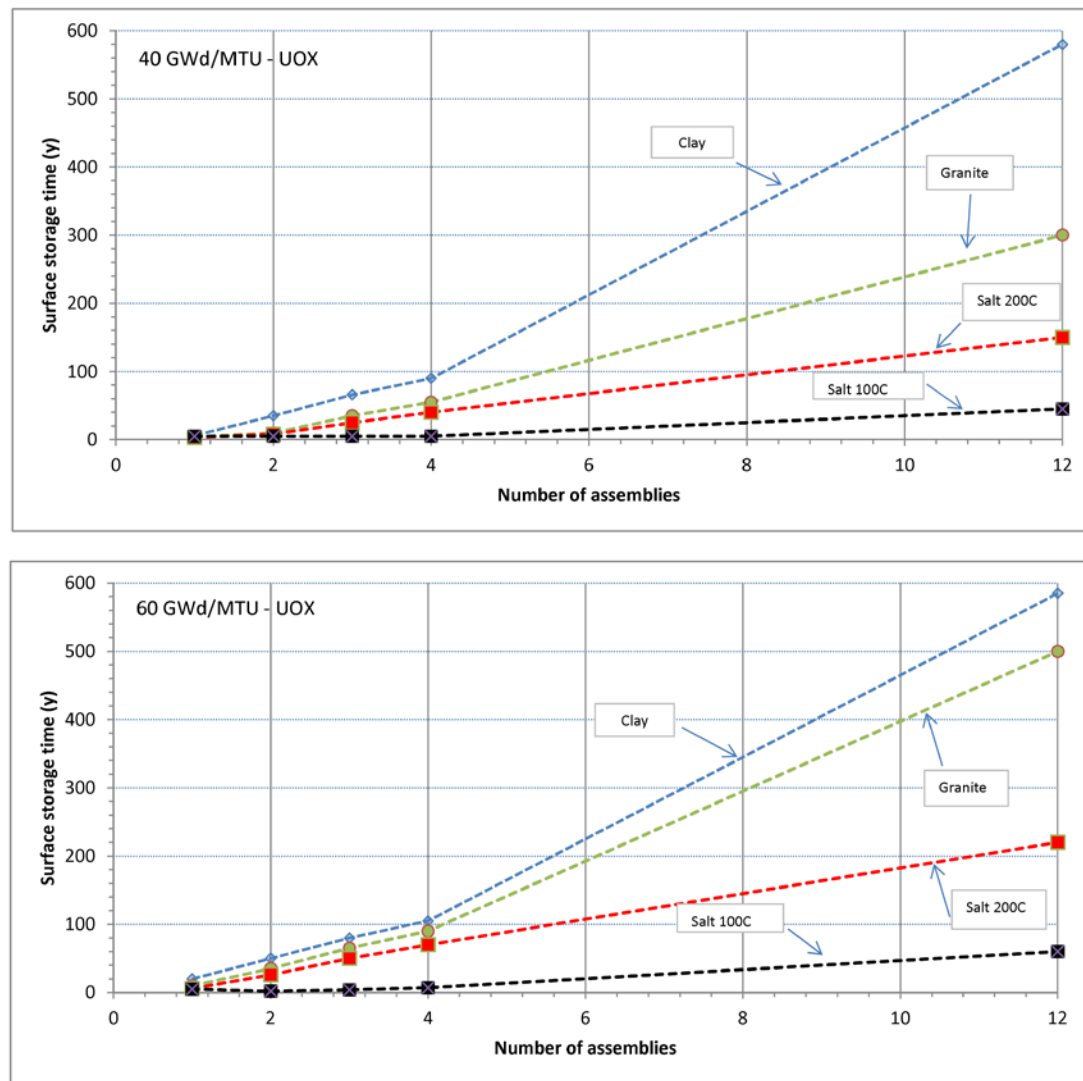 40 GWd/MTU - UOX
Surface storage time (y)
600
500
400
300
200
100
0
Clay
Granite
Salt 200C
Salt 100C
0 2 4 6 8 10 12
Number of assemblies
60 GWd/MTU - UOX
Surface storage time (y)
600
500
400
300
200
100
0
Clay
Granite
Salt 200C
Salt 100C
0 2 4 6 8 10 12
Number of assemblies